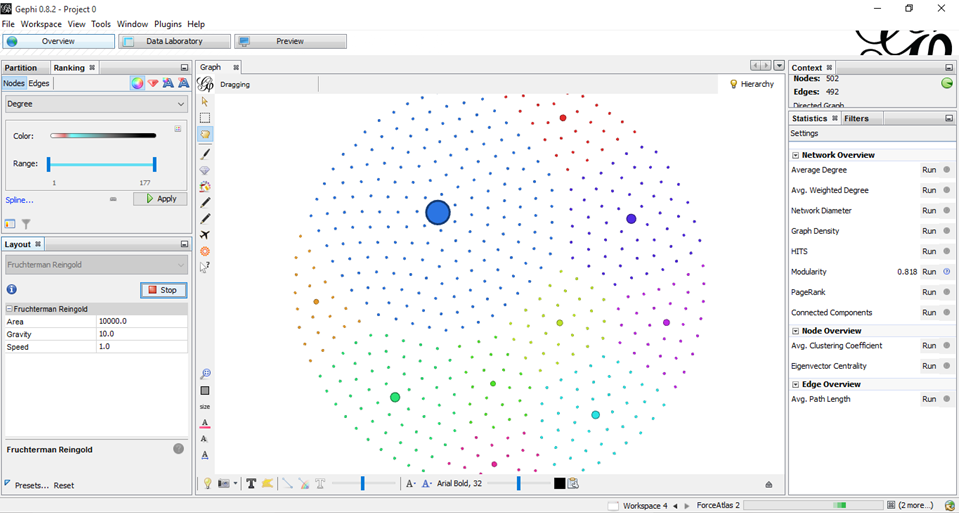 Gephi 0.8.2 - Project 0
File Workspace View Tools Window Plugins Help
Overview Data Laboratory Preview
Partition Ranking
Nodes Edges
Degree
Color:
Range:
1 177
Spline... Apply
Layout
Fruchterman Reingold
Stop
Fruchterman Reingold
Area 10000.0
Gravity 10.0
Speed 1.0
Fruchterman Reingold
Presets... Reset
Graph
Dragging
Hierarchy
size
A
A
A
T T A- A- Arial Bold, 32
Context
Nodes: 502
Edges: 492
Directed Graph
Statistics Filters
Settings
Network Overview
Average Degree Run
Avg. Weighted Degree Run
Network Diameter Run
Graph Density Run
HITS Run
Modularity 0.818 Run
PageRank Run
Connected Components Run
Node Overview
Avg. Clustering Coefficient Run
Eigenvector Centrality Run
Edge Overview
Avg. Path Length Run
Workspace 4 ForceAtlas 2 (2 more...)